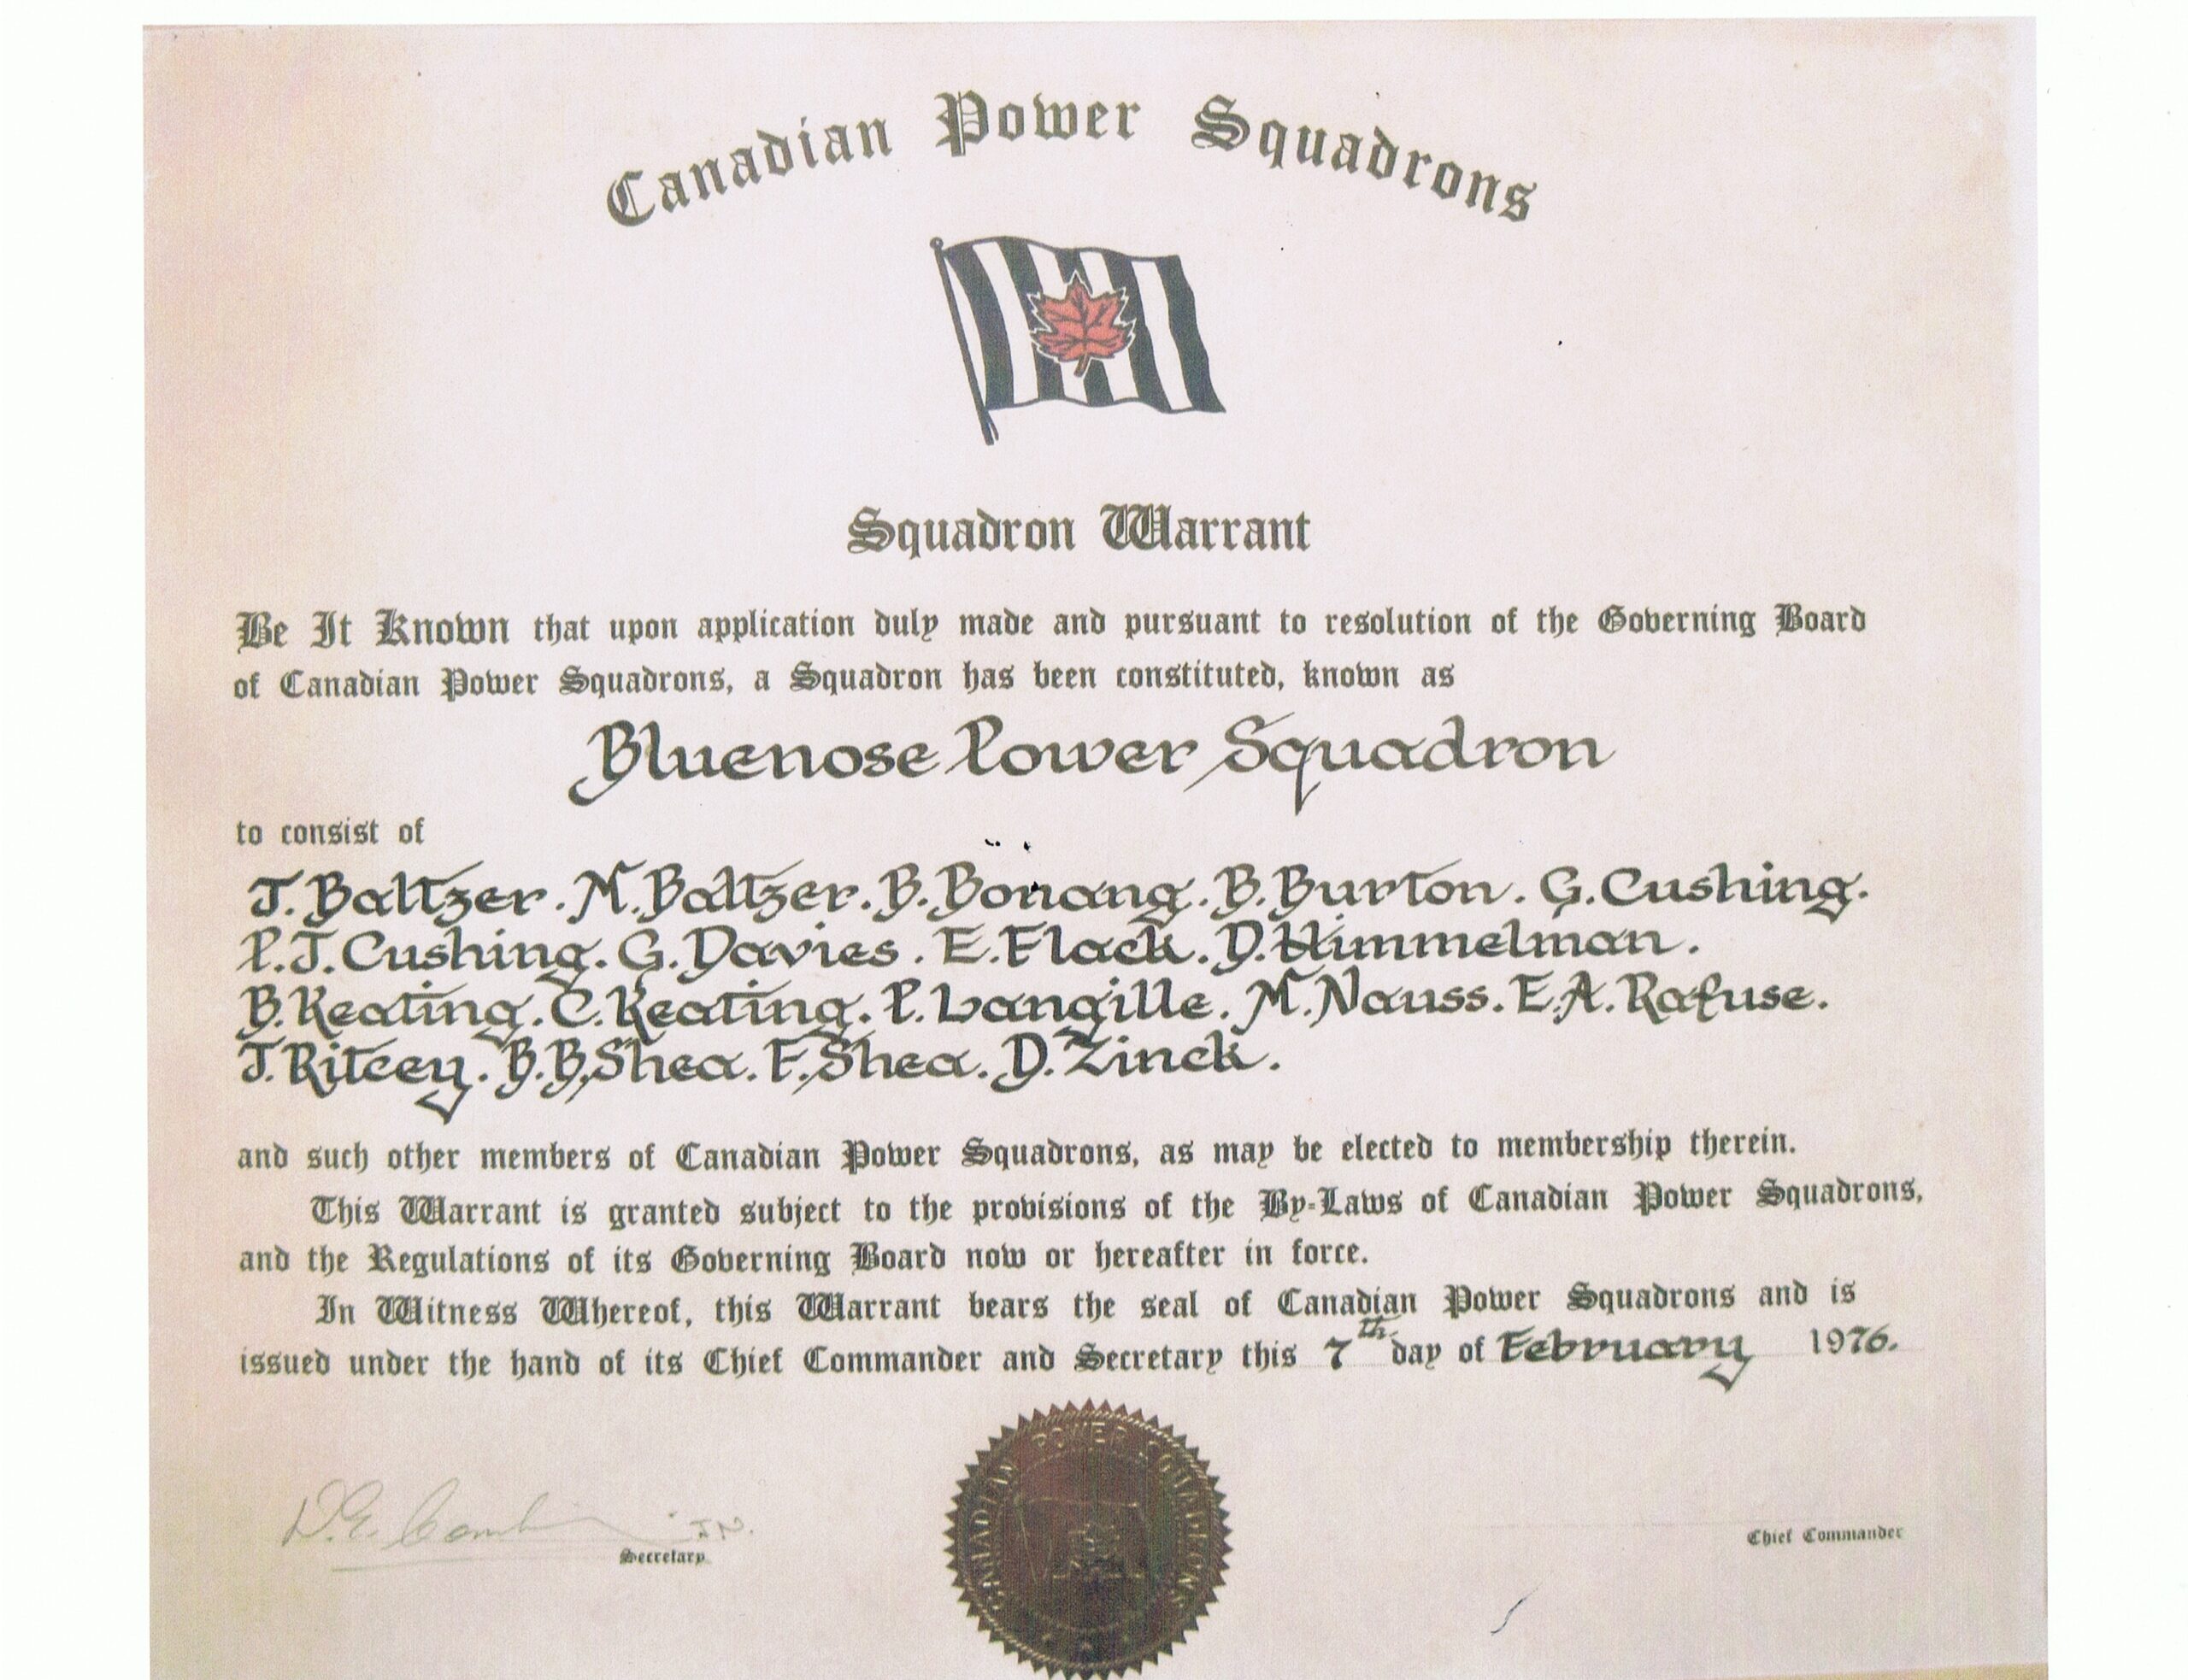 Canadian Power Squadrons
Squadron Warrant
Be It Known that upon application duly made and pursuant to resolution of the Governing Board
of Canadian Power Squadrons, a Squadron has been constituted, known as
Bluenose Power Squadron
to consist of
J. Baltzer. M. Baltzer. B. Bonang. B. Burton. G. Cushing.
P. J. Cushing. G. Davies. E. Flack. D. Himmelman.
B. Keating. C. Keating. P. Langille. M. Nauss. E. A. Rafuse.
J. Ritcey. B. B. Shea. F. Shea. D. Zinck.
and such other members of Canadian Power Squadrons, as may be elected to membership therein.
This Warrant is granted subject to the provisions of the By-Laws of Canadian Power Squadrons,
and the Regulations of its Governing Board now or hereafter in force.
In Witness Whereof, this Warrant bears the seal of Canadian Power Squadrons and is
issued under the hand of its Chief Commander and Secretary this 7th day of February 1976.
CANADIAN POWER SQUADRONS
D. E.
Secretary
Chief Commander